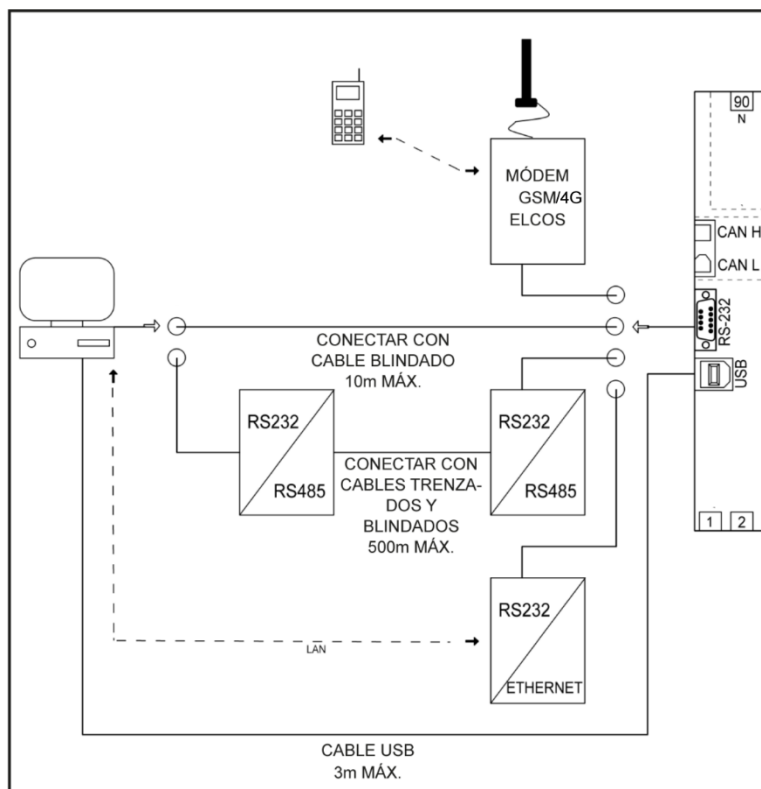 90
N
MÓDEM
GSM/4G
ELCOS
CAN H
CAN L
RS-232
CONECTAR CON
CABLE BLINDADO
10m MÁX.
USB
RS232
RS485
RS232
RS485
CONECTAR CON
CABLES TRENZA-
DOS Y
BLINDADOS
500m MÁX.
1 2
RS232
ETHERNET
LAN
CABLE USB
3m MÁX.